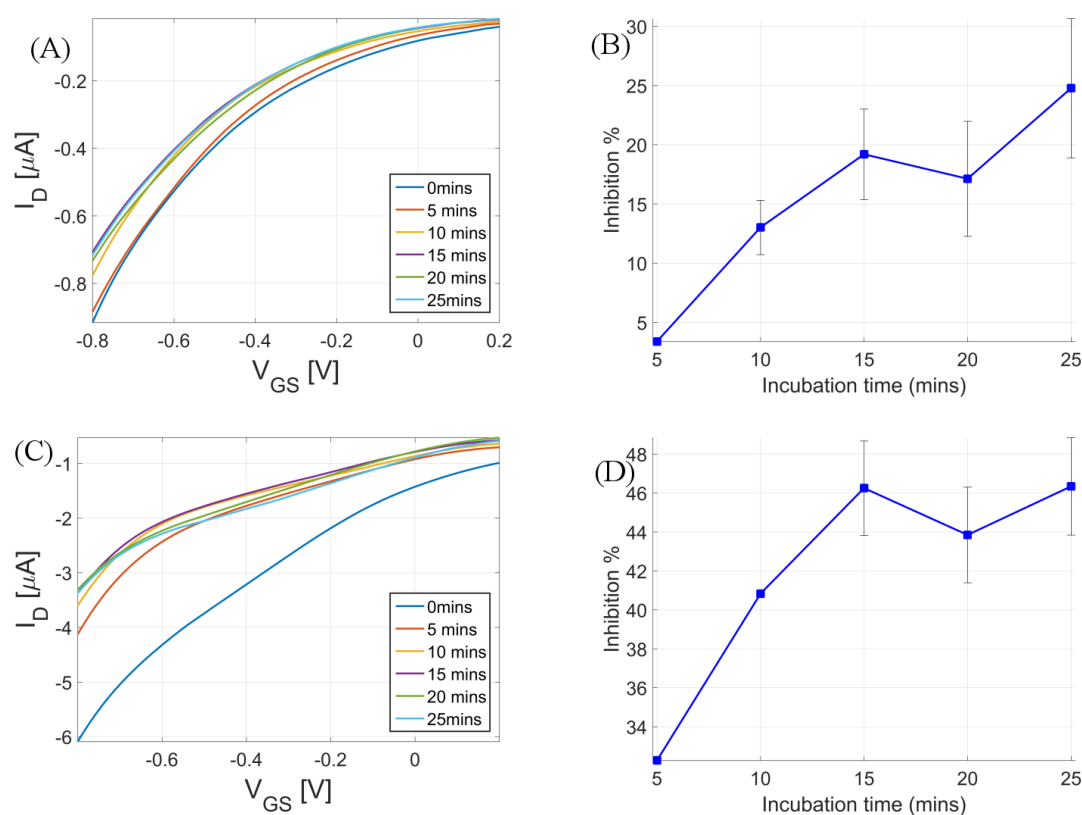 (A)
-0.2
-0.4
-0.6
-0.8
I_D [μA]
0mins
5 mins
10 mins
15 mins
20 mins
25mins
-0.8 -0.6 -0.4 -0.2 0 0.2
V_GS [V]
(B)
30
25
20
15
10
5
Inhibition %
5 10 15 20 25
Incubation time (mins)
(C)
-1
-2
-3
-4
-5
-6
I_D [μA]
0mins
5 mins
10 mins
15 mins
20 mins
25mins
-0.6 -0.4 -0.2 0
V_GS [V]
(D)
48
46
44
42
40
38
36
34
Inhibition %
5 10 15 20 25
Incubation time (mins)